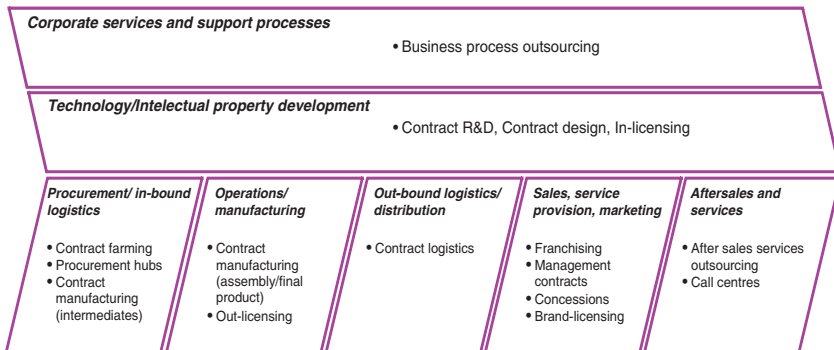 Corporate services and support processes
• Business process outsourcing
Technology/Intelectual property development
• Contract R&D, Contract design, In-licensing
Procurement/ in-bound
logistics
• Contract farming
• Procurement hubs
• Contract
manufacturing
(intermediates)
Operations/
manufacturing
• Contract
manufacturing
(assembly/final
product)
• Out-licensing
Out-bound logistics/
distribution
• Contract logistics
Sales, service
provision, marketing
• Franchising
• Management
contracts
• Concessions
• Brand-licensing
Aftersales and
services
• After sales services
outsourcing
• Call centres